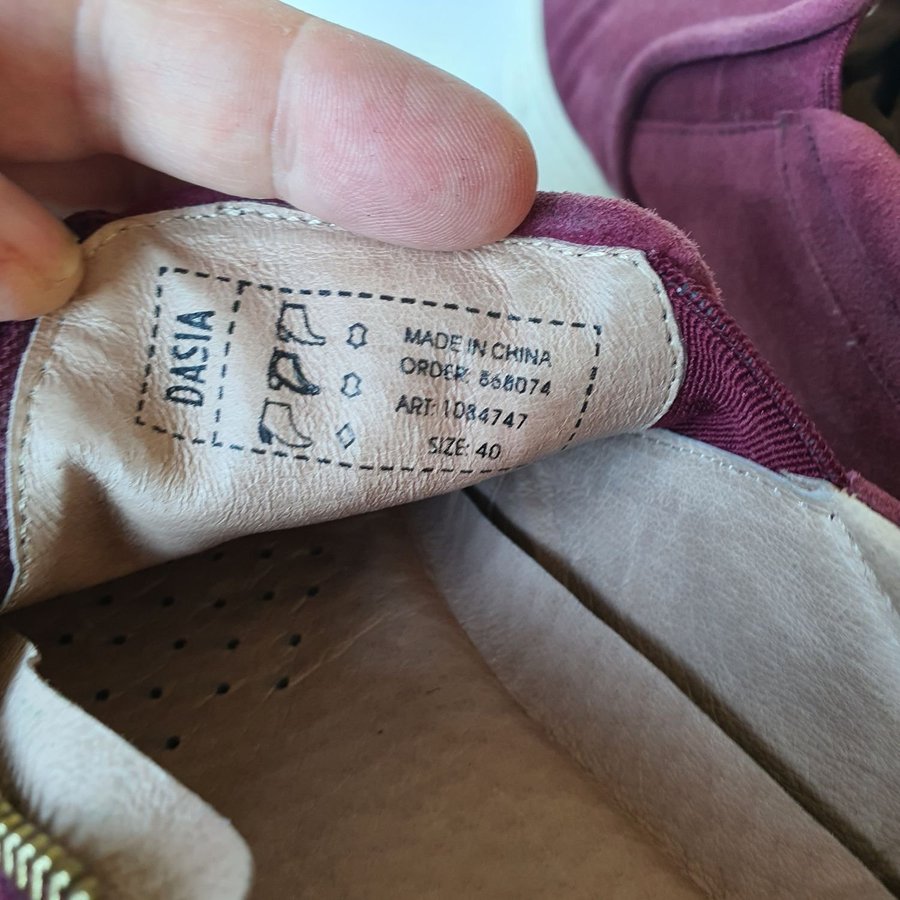 DASIA
MADE IN CHINA
ORDER: 868074
ART: 1084747
SIZE: 40